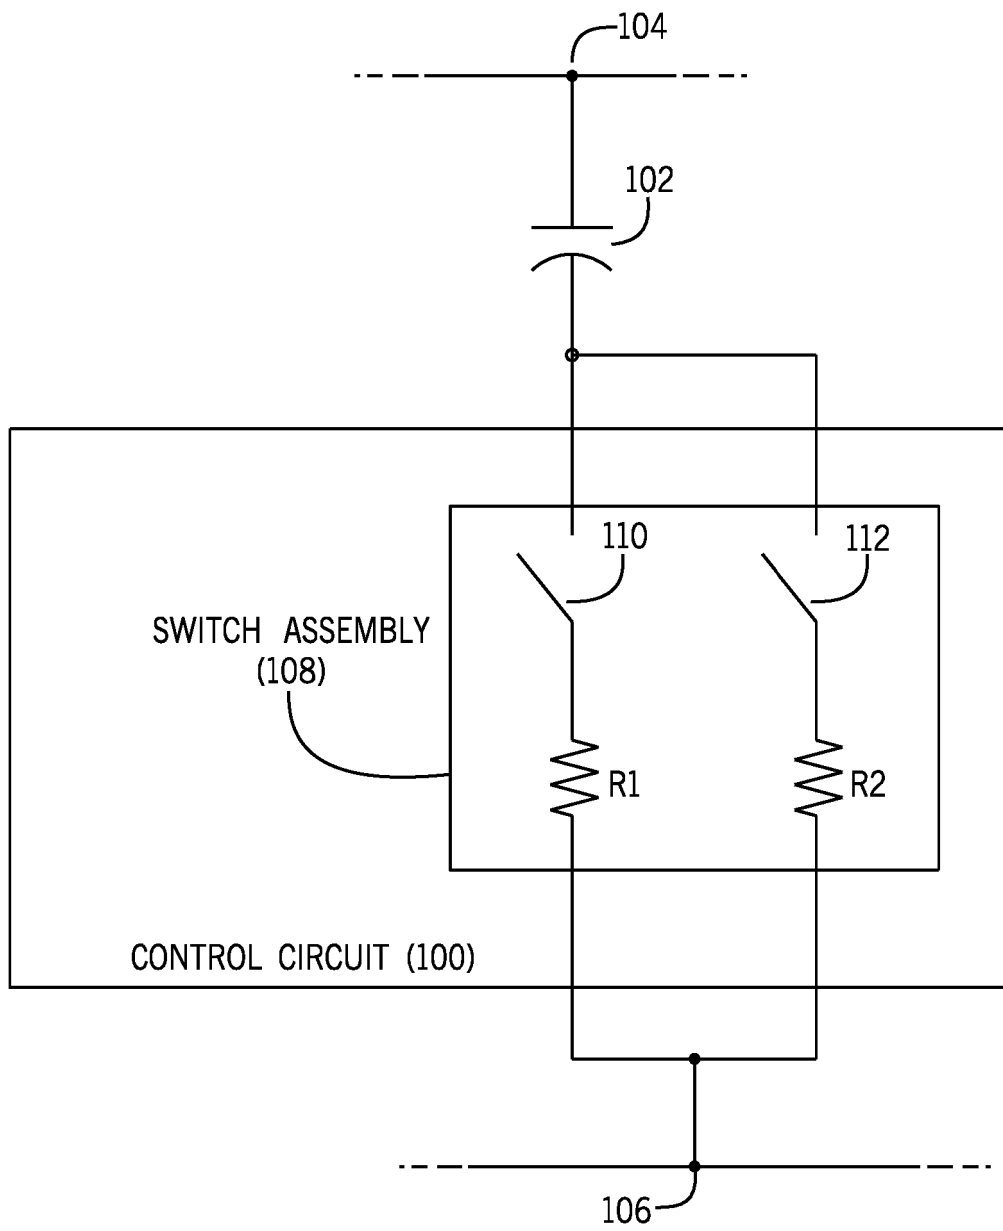 104
102
110
112
SWITCH ASSEMBLY
(108)
R1
R2
CONTROL CIRCUIT (100)
106